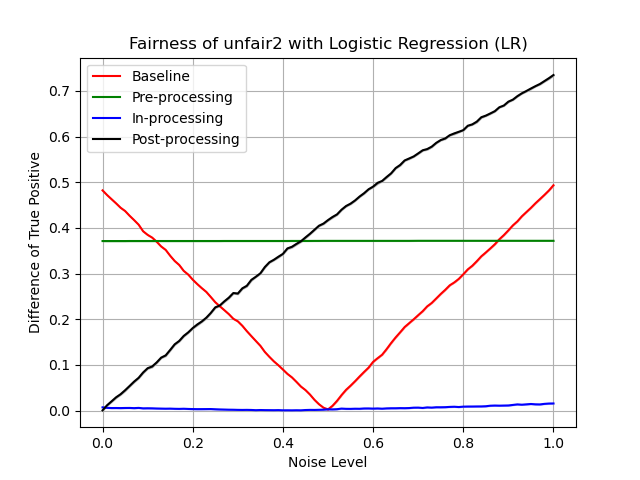 Fairness of unfair2 with Logistic Regression (LR)
Baseline
Pre-processing
In-processing
Post-processing
Difference of True Positive
0.7
0.6
0.5
0.4
0.3
0.2
0.1
0.0
0.0 0.2 0.4 0.6 0.8 1.0
Noise Level